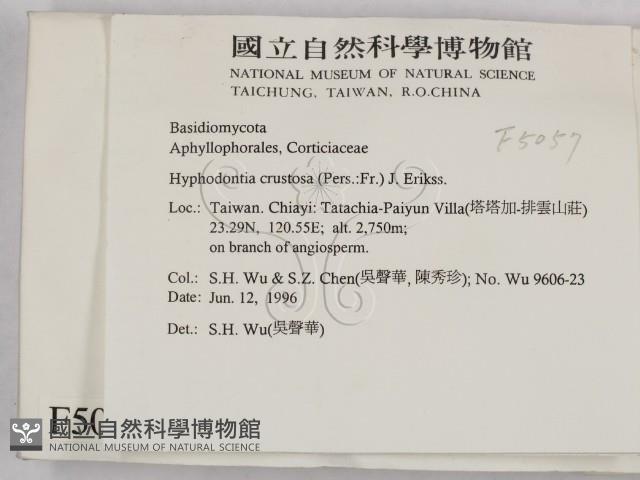 國立自然科學博物館
NATIONAL MUSEUM OF NATURAL SCIENCE
TAICHUNG, TAIWAN, R.O.CHINA
F5057
Basidiomycota
Aphyllophorales, Corticiaceae
Hyphodontia crustosa (Pers.:Fr.) J. Erikss.
Loc.: Taiwan. Chiayi: Tatachia-Paiyun Villa(塔塔加-排雲山莊)
23.29N, 120.55E; alt. 2,750m;
on branch of angiosperm.
Col.: S.H. Wu & S.Z. Chen(吳聲華, 陳秀珍); No. Wu 9606-23
Date: Jun. 12, 1996
Det.: S.H. Wu(吳聲華)
F50
國立自然科學博物館
NATIONAL MUSEUM OF NATURAL SCIENCE